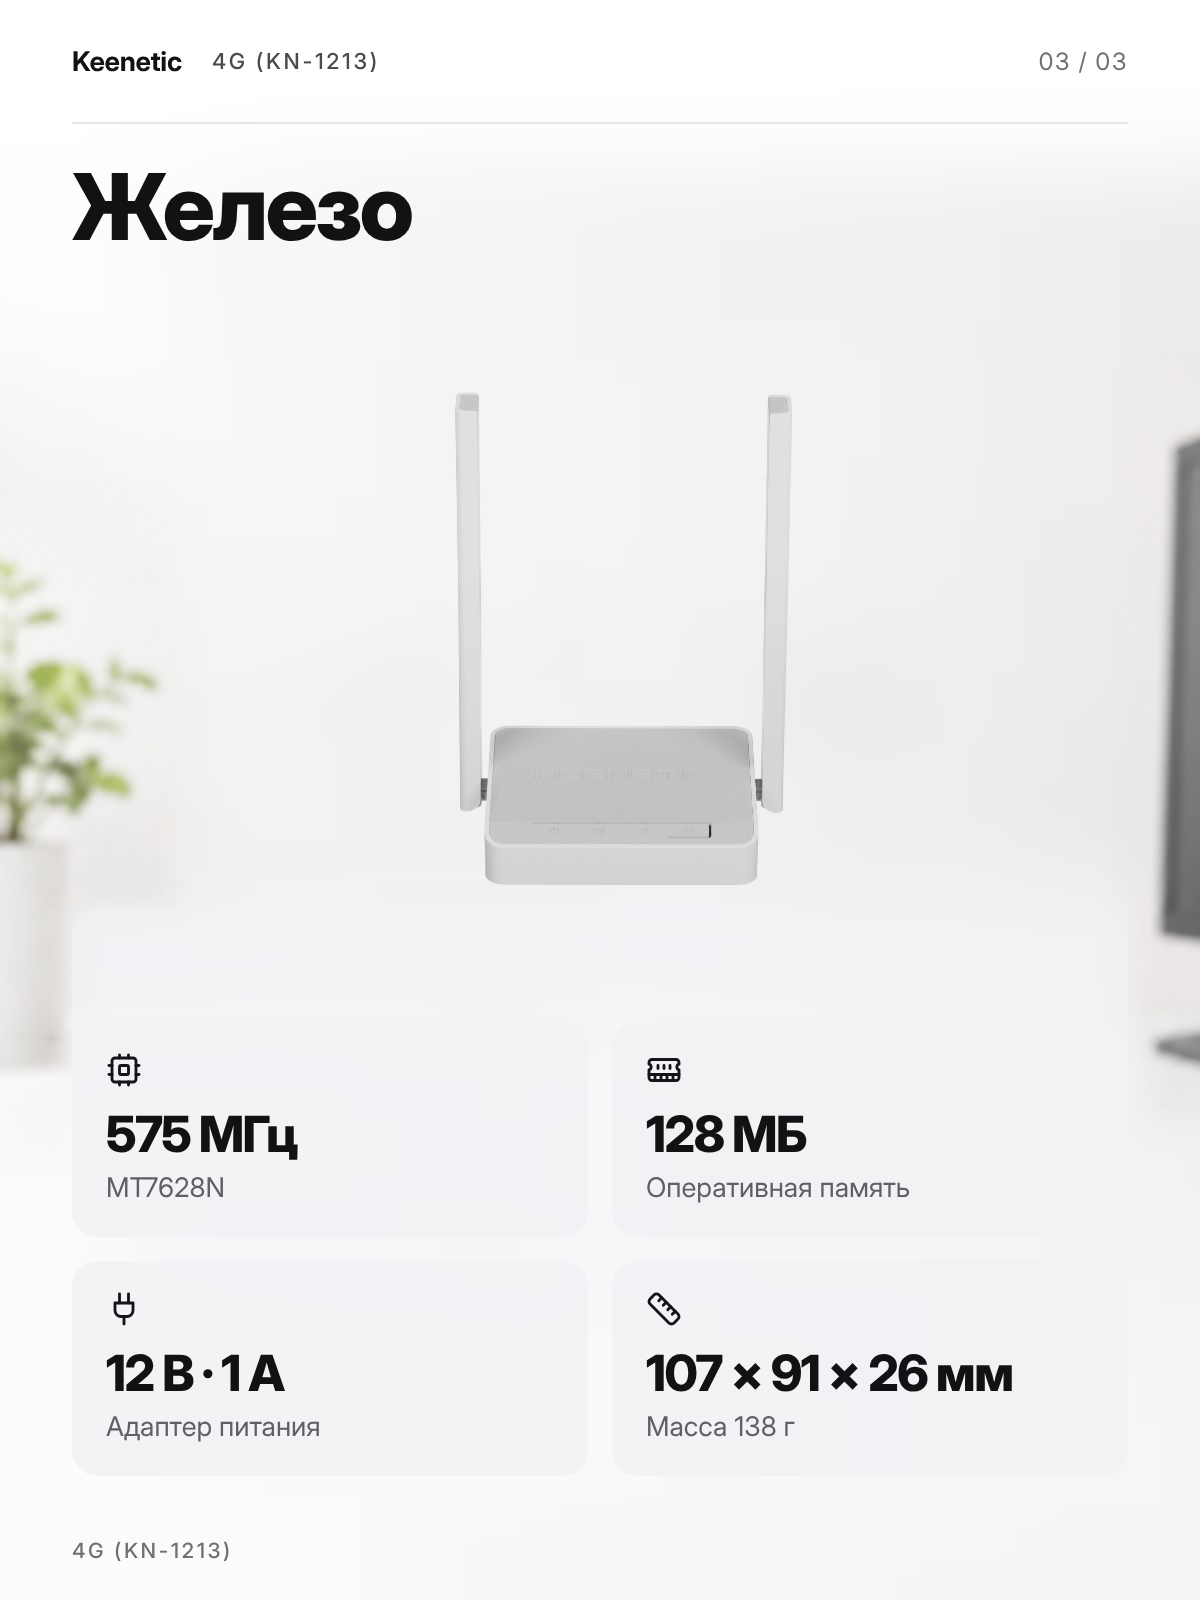 Keenetic 4G (KN-1213) 03 / 03
Железо
575 МГц
MT7628N
128 МБ
Оперативная память
12 В · 1 А
Адаптер питания
107 × 91 × 26 мм
Масса 138 г
4G (KN-1213)